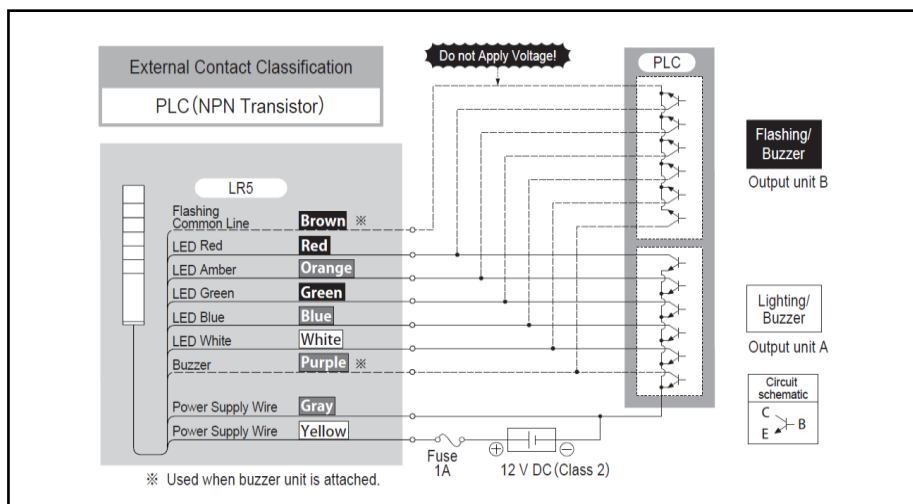 External Contact Classification
PLC (NPN Transistor)
Do not Apply Voltage!
PLC
Flashing/
Buzzer
Output unit B
LR5
Flashing
Common Line
Brown ※
LED Red
Red
LED Amber
Orange
LED Green
Green
LED Blue
Blue
LED White
White
Buzzer
Purple ※
Lighting/
Buzzer
Output unit A
Power Supply Wire
Gray
Power Supply Wire
Yellow
Fuse
1A
⊕ ⊖
12 V DC (Class 2)
Circuit
schematic
C
B
E
※ Used when buzzer unit is attached.